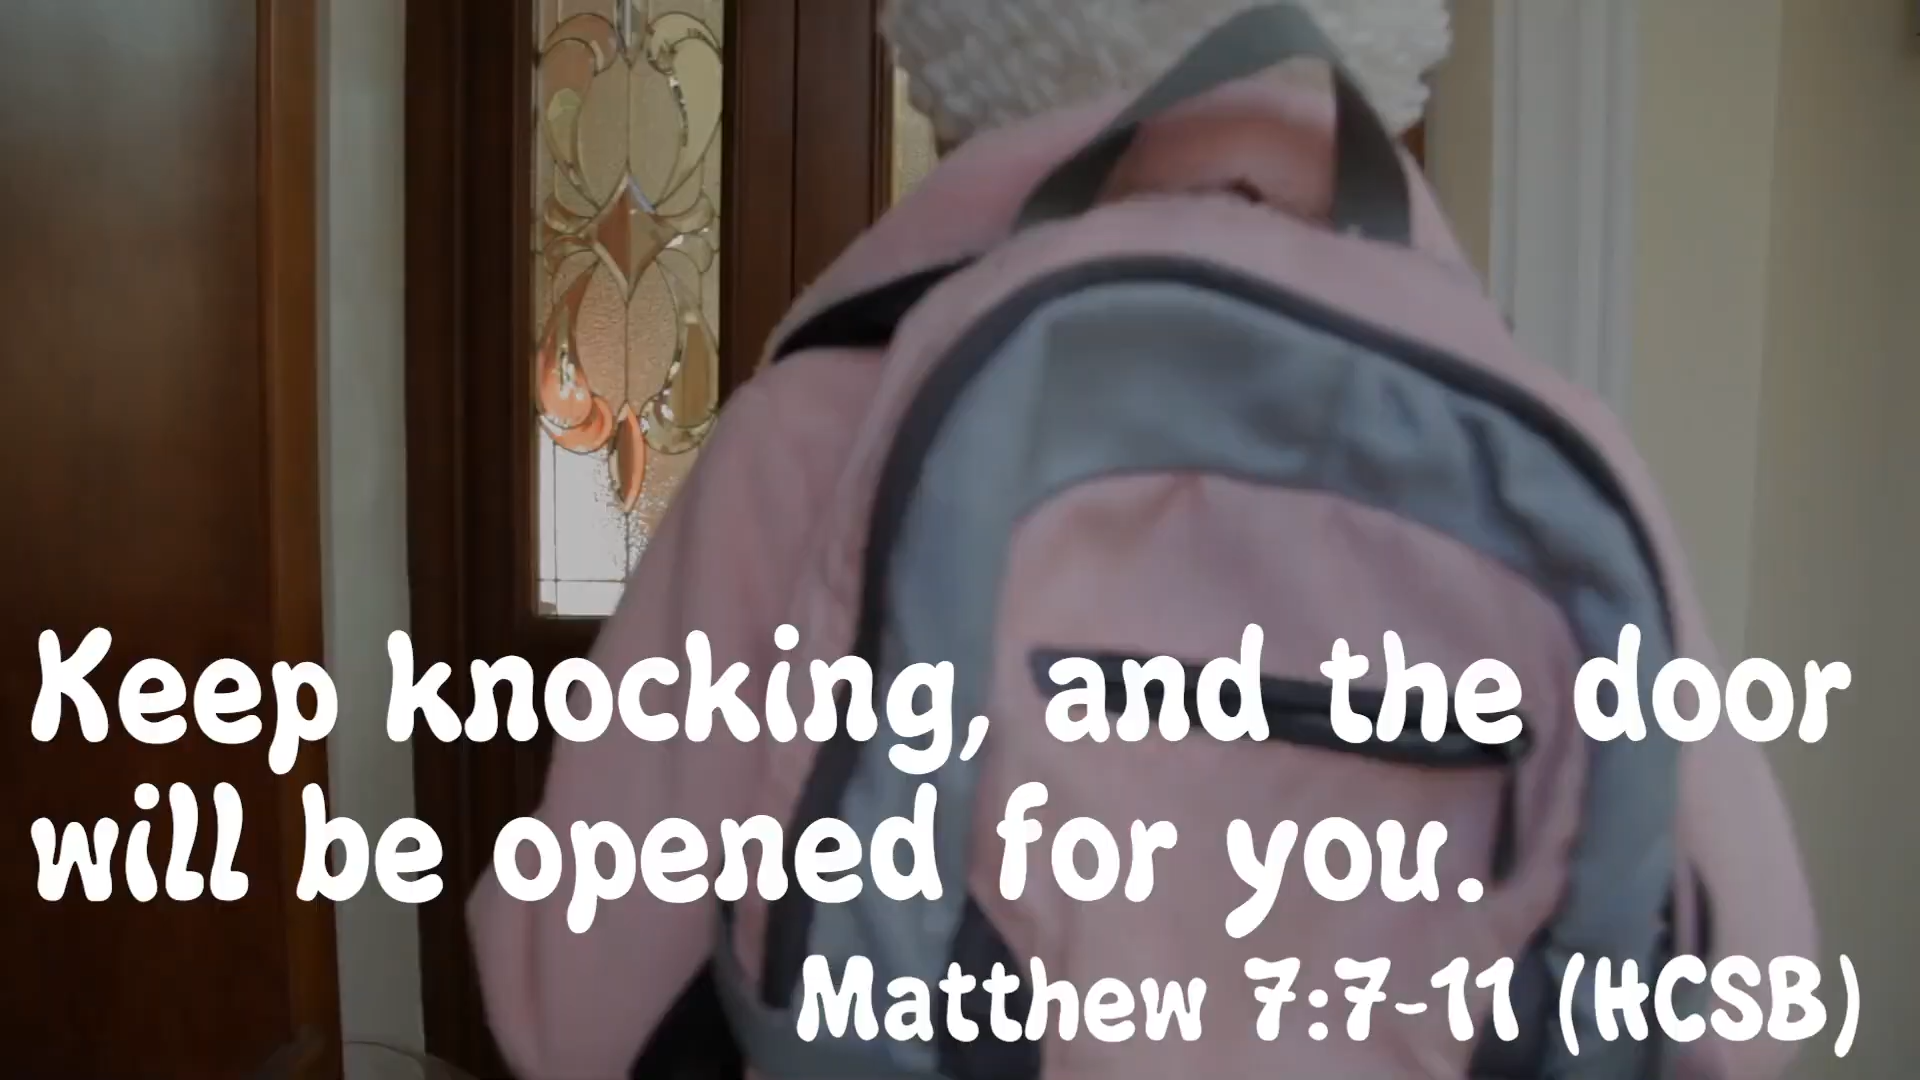 Keep knocking, and the door
will be opened for you.
Matthew 7:7-11 (HCSB)